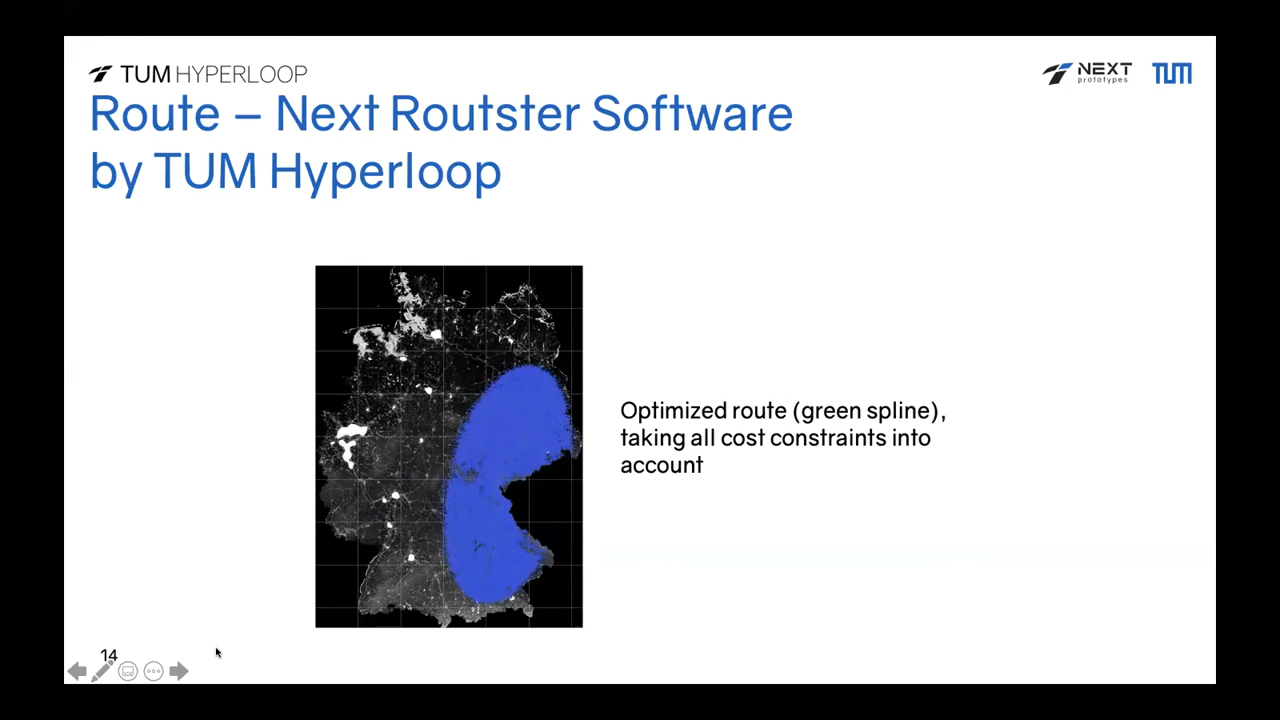 TUM HYPERLOOP
NEXT
prototypes
TUM
Route – Next Routster Software
by TUM Hyperloop
Optimized route (green spline),
taking all cost constraints into
account
14